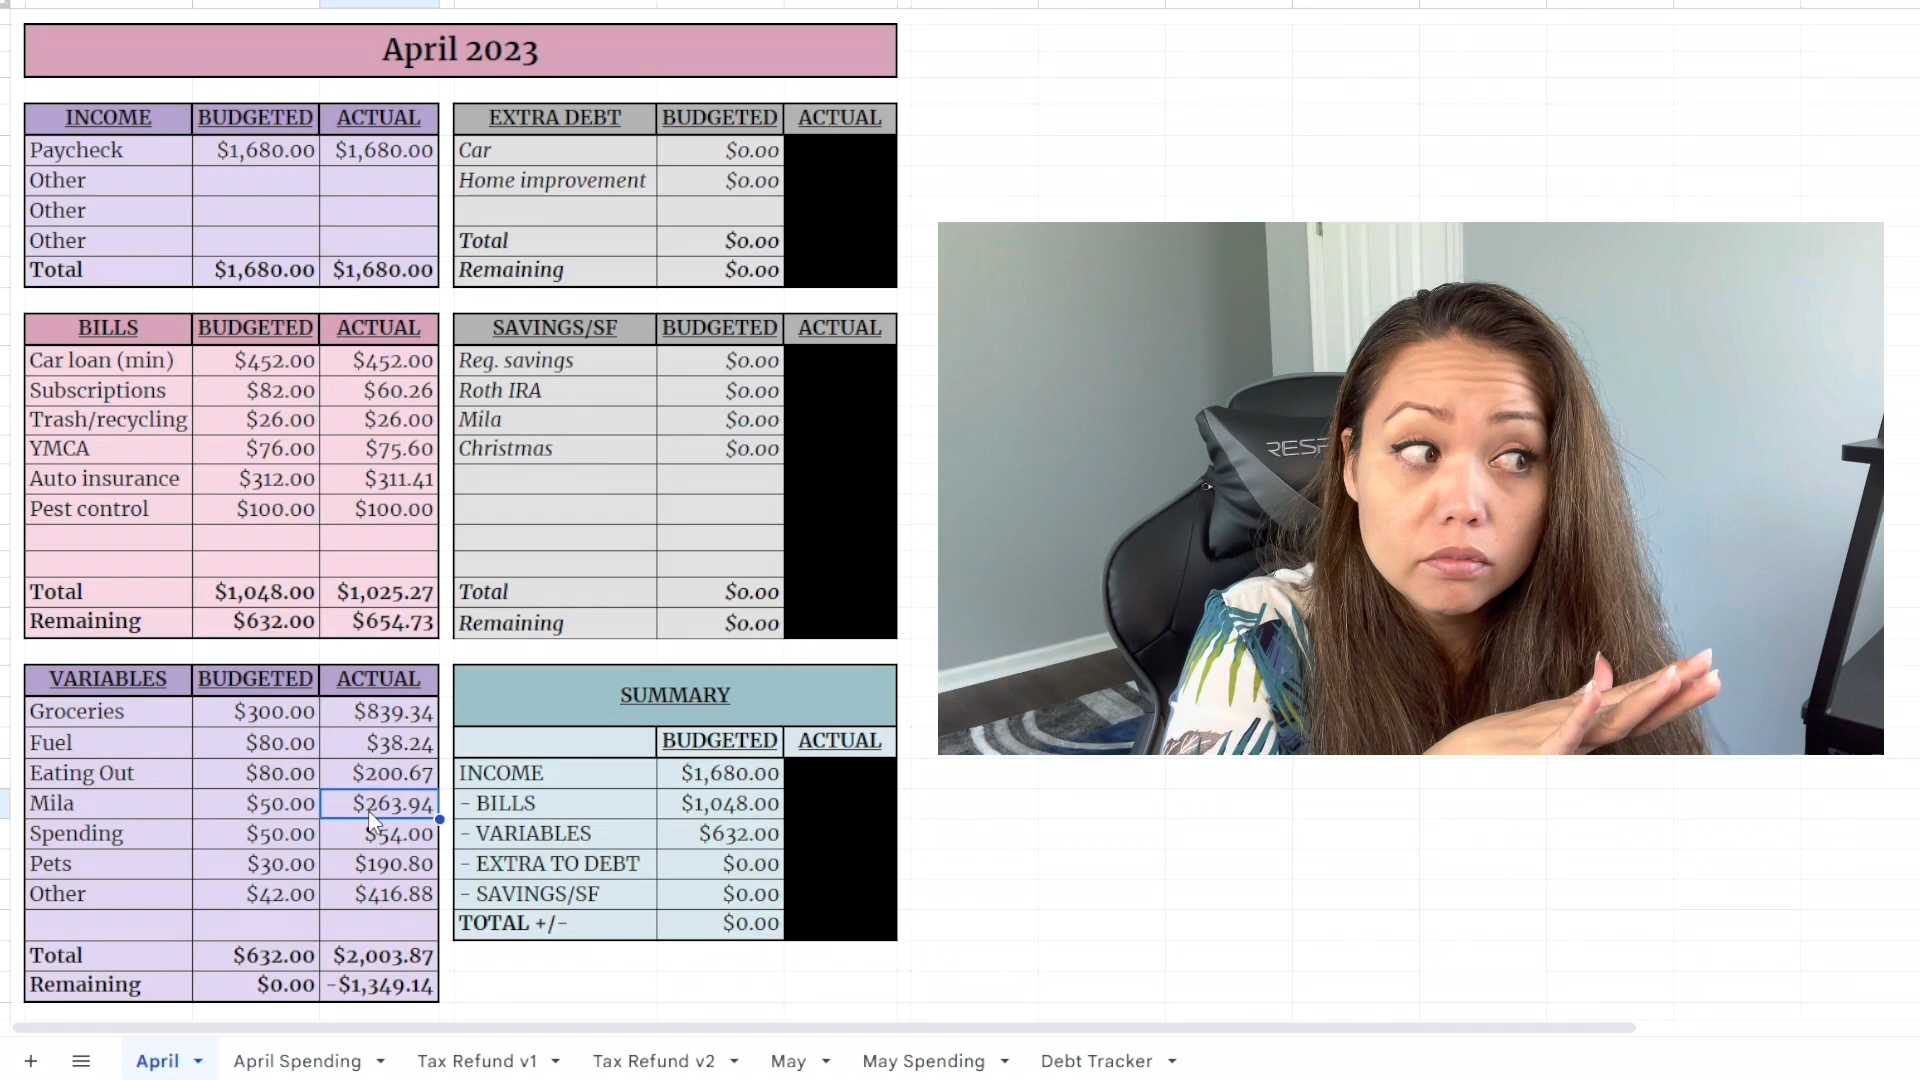 April 2023
INCOME BUDGETED ACTUAL
Paycheck $1,680.00 $1,680.00
Other
Other
Other
Total $1,680.00 $1,680.00
EXTRA DEBT BUDGETED ACTUAL
Car $0.00
Home improvement $0.00
Total $0.00
Remaining $0.00
BILLS BUDGETED ACTUAL
Car loan (min) $452.00 $452.00
Subscriptions $82.00 $60.26
Trash/recycling $26.00 $26.00
YMCA $76.00 $75.60
Auto insurance $312.00 $311.41
Pest control $100.00 $100.00
Total $1,048.00 $1,025.27
Remaining $632.00 $654.73
SAVINGS/SF BUDGETED ACTUAL
Reg. savings $0.00
Roth IRA $0.00
Mila $0.00
Christmas $0.00
Total $0.00
Remaining $0.00
VARIABLES BUDGETED ACTUAL
Groceries $300.00 $839.34
Fuel $80.00 $38.24
Eating Out $80.00 $200.67
Mila $50.00 $263.94
Spending $50.00 $54.00
Pets $30.00 $190.80
Other $42.00 $416.88
Total $632.00 $2,003.87
Remaining $0.00 -$1,349.14
SUMMARY
BUDGETED ACTUAL
INCOME $1,680.00
- BILLS $1,048.00
- VARIABLES $632.00
- EXTRA TO DEBT $0.00
- SAVINGS/SF $0.00
TOTAL +/- $0.00
RESP
April April Spending Tax Refund v1 Tax Refund v2 May May Spending Debt Tracker